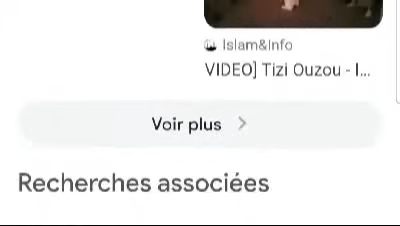 Islam&Info
VIDEO] Tizi Ouzou - I...
Voir plus
Recherches associées